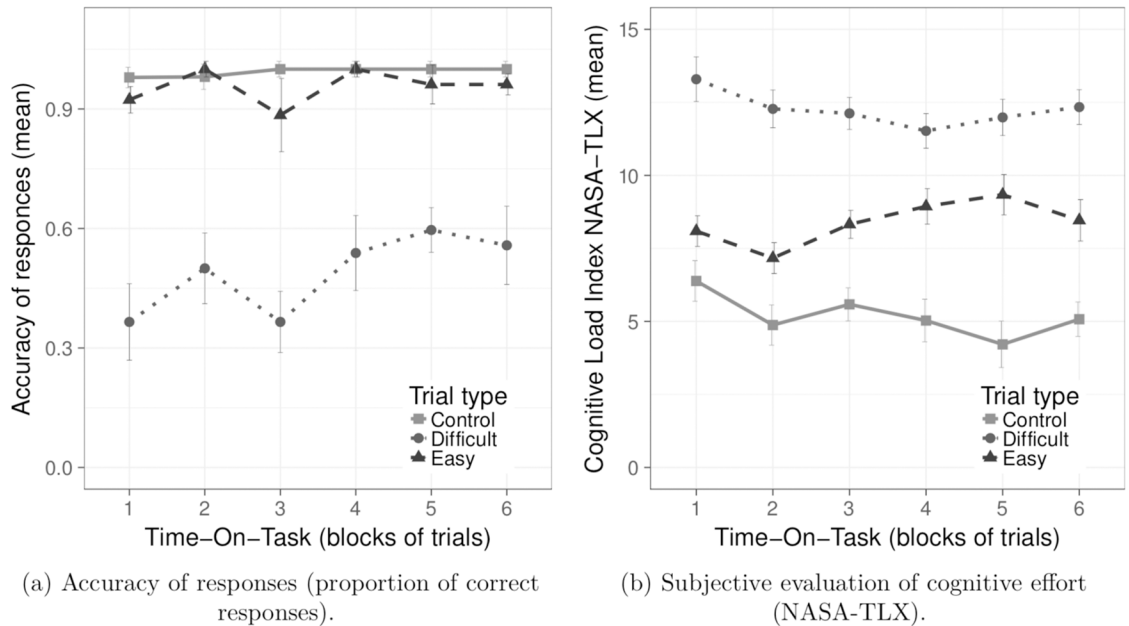 Accuracy of responces (mean)
0.9
0.6
0.3
0.0
Trial type
Control
Difficult
Easy
1 2 3 4 5 6
Time−On−Task (blocks of trials)
(a) Accuracy of responses (proportion of correct
responses).
Cognitive Load Index NASA−TLX (mean)
15
10
5
0
Trial type
Control
Difficult
Easy
1 2 3 4 5 6
Time−On−Task (blocks of trials)
(b) Subjective evaluation of cognitive effort
(NASA-TLX).